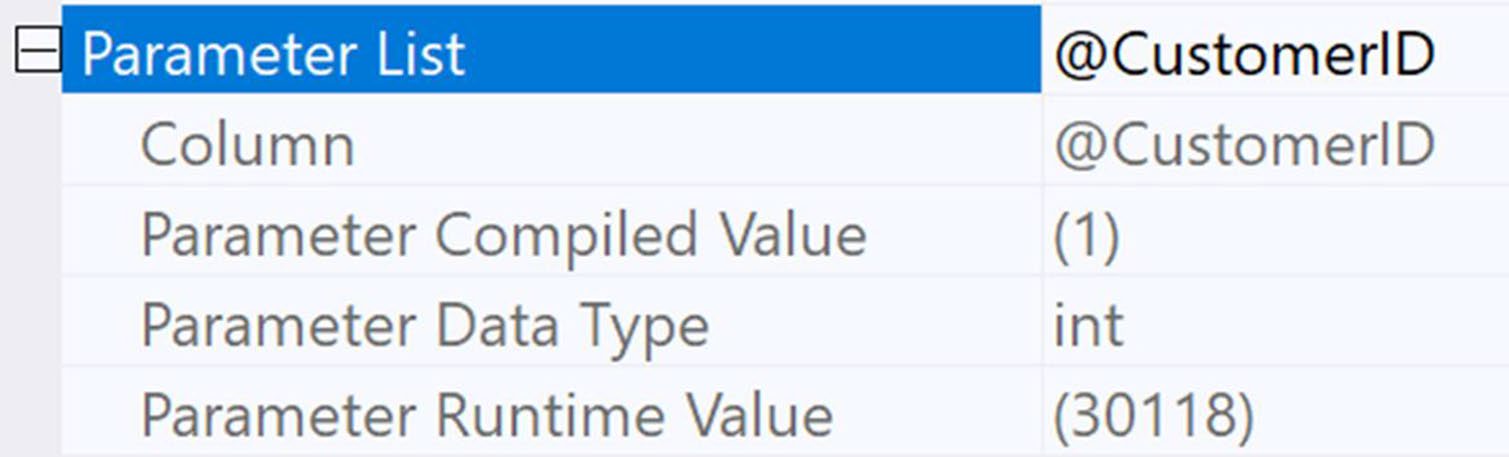 Parameter List @CustomerID
Column @CustomerID
Parameter Compiled Value (1)
Parameter Data Type int
Parameter Runtime Value (30118)